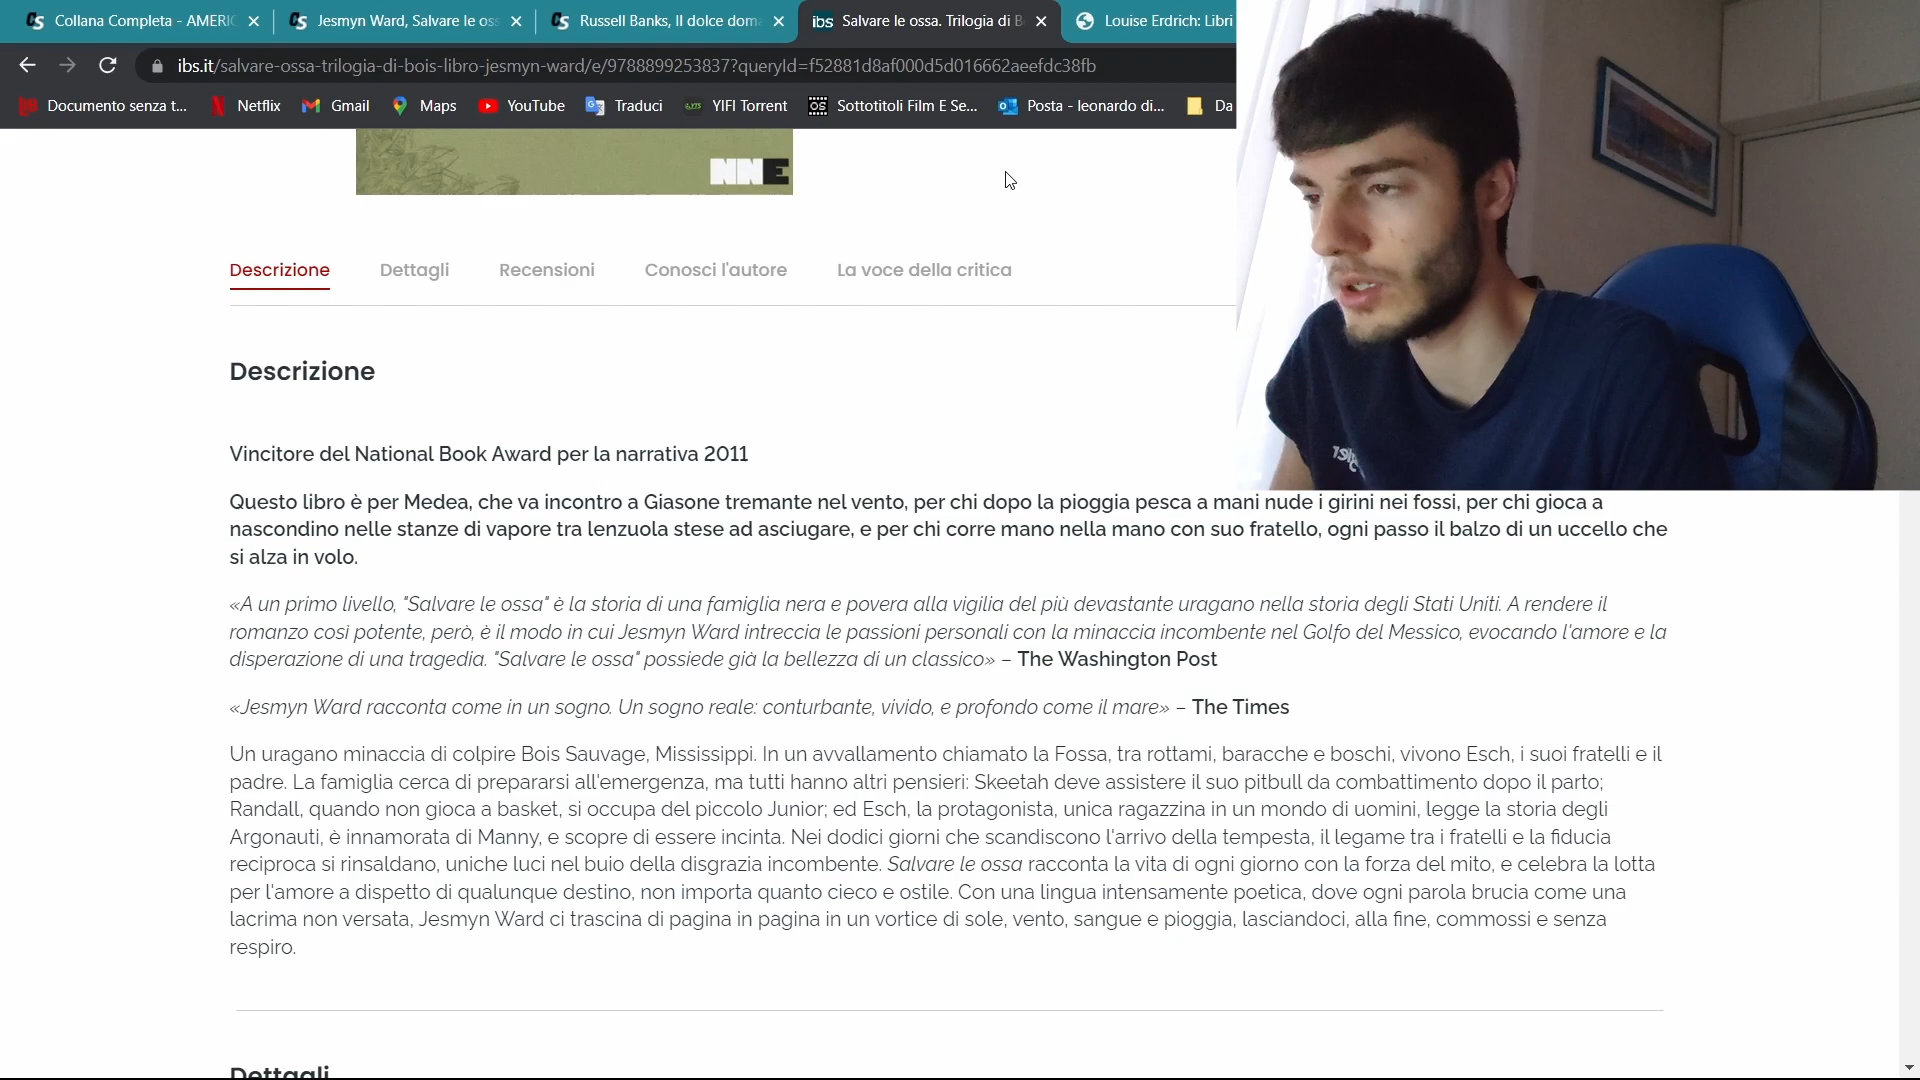 Collana Completa - AMERIC
Jesmyn Ward, Salvare le oss
Russell Banks, Il dolce dom
ibs Salvare le ossa. Trilogia di B
Louise Erdrich: Libri
ibs.it/salvare-ossa-trilogia-di-bois-libro-jesmyn-ward/e/9788899253837?queryId=f52881d8af000d5d016662aeefdc38fb
Documento senza t...
Netflix
Gmail
Maps
YouTube
Traduci
YIFI Torrent
OS Sottotitoli Film E Se...
Posta - leonardo di...
Da
NNE
Descrizione
Dettagli
Recensioni
Conosci l'autore
La voce della critica
Descrizione
Vincitore del National Book Award per la narrativa 2011
Questo libro è per Medea, che va incontro a Giasone tremante nel vento, per chi dopo la pioggia pesca a mani nude i girini nei fossi, per chi gioca a
nascondino nelle stanze di vapore tra lenzuola stese ad asciugare, e per chi corre mano nella mano con suo fratello, ogni passo il balzo di un uccello che
si alza in volo.
«A un primo livello, "Salvare le ossa" è la storia di una famiglia nera e povera alla vigilia del più devastante uragano nella storia degli Stati Uniti. A rendere il
romanzo così potente, però, è il modo in cui Jesmyn Ward intreccia le passioni personali con la minaccia incombente nel Golfo del Messico, evocando l'amore e la
disperazione di una tragedia. "Salvare le ossa" possiede già la bellezza di un classico» – The Washington Post
«Jesmyn Ward racconta come in un sogno. Un sogno reale: conturbante, vivido, e profondo come il mare» – The Times
Un uragano minaccia di colpire Bois Sauvage, Mississippi. In un avvallamento chiamato la Fossa, tra rottami, baracche e boschi, vivono Esch, i suoi fratelli e il
padre. La famiglia cerca di prepararsi all'emergenza, ma tutti hanno altri pensieri: Skeetah deve assistere il suo pitbull da combattimento dopo il parto;
Randall, quando non gioca a basket, si occupa del piccolo Junior; ed Esch, la protagonista, unica ragazzina in un mondo di uomini, legge la storia degli
Argonauti, è innamorata di Manny, e scopre di essere incinta. Nei dodici giorni che scandiscono l'arrivo della tempesta, il legame tra i fratelli e la fiducia
reciproca si rinsaldano, uniche luci nel buio della disgrazia incombente. Salvare le ossa racconta la vita di ogni giorno con la forza del mito, e celebra la lotta
per l'amore a dispetto di qualunque destino, non importa quanto cieco e ostile. Con una lingua intensamente poetica, dove ogni parola brucia come una
lacrima non versata, Jesmyn Ward ci trascina di pagina in pagina in un vortice di sole, vento, sangue e pioggia, lasciandoci, alla fine, commossi e senza
respiro.
Dettagli